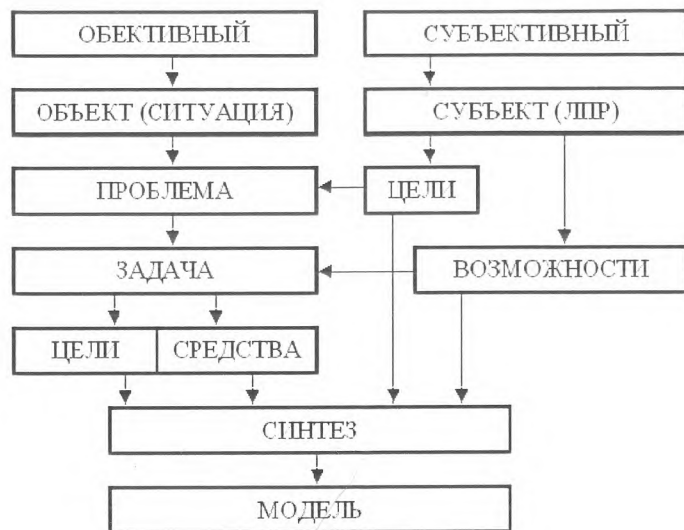 ОБЕКТИВНЫЙ СУБЪЕКТИВНЫЙ
ОБЪЕКТ (СИТУАЦИЯ) СУБЪЕКТ (ЛПР)
ПРОБЛЕМА ЦЕЛИ
ЗАДАЧА ВОЗМОЖНОСТИ
ЦЕЛИ СРЕДСТВА
СИНТЕЗ
МОДЕЛЬ